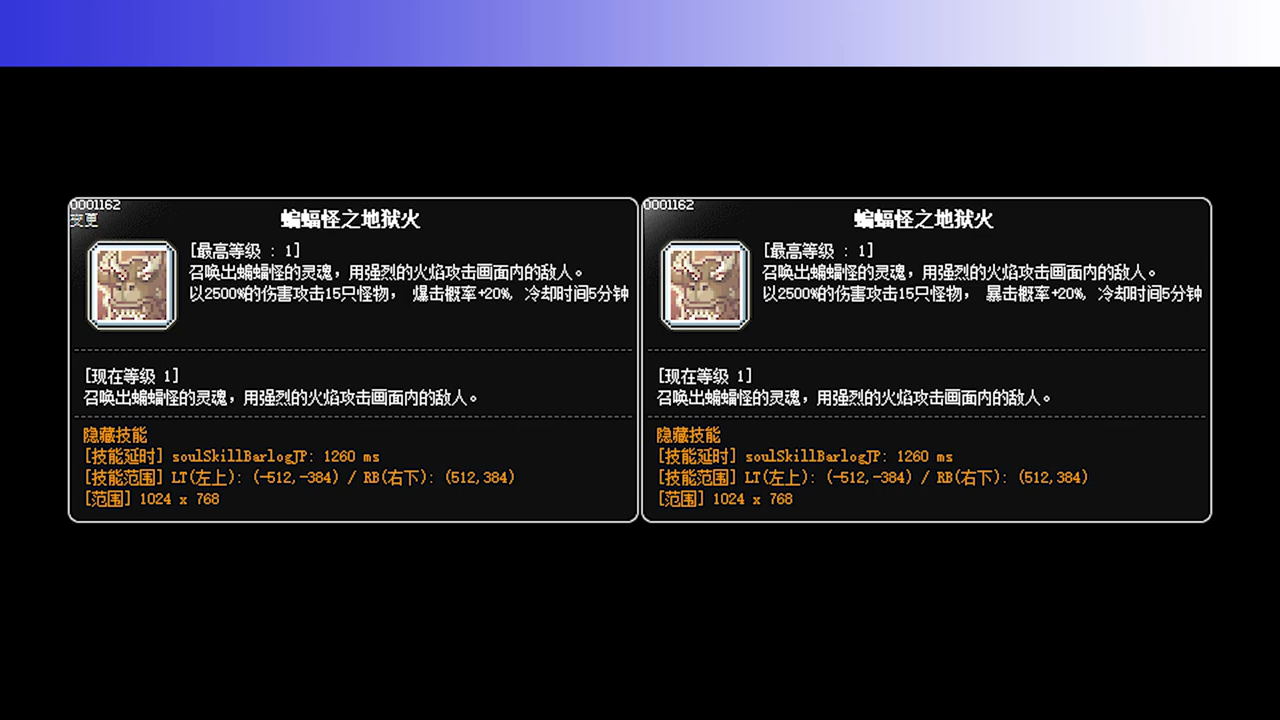 0001162
变更
蝙蝠怪之地狱火
[最高等级 : 1]
召唤出蝙蝠怪的灵魂，用强烈的火焰攻击画面内的敌人。
以2500%的伤害攻击15只怪物， 爆击概率+20%, 冷却时间5分钟
[现在等级 1]
召唤出蝙蝠怪的灵魂，用强烈的火焰攻击画面内的敌人。
隐藏技能
[技能延时] soulSkillBarlogJP: 1260 ms
[技能范围] LT(左上): (-512,-384) / RB(右下): (512,384)
[范围] 1024 x 768
0001162
蝙蝠怪之地狱火
[最高等级 : 1]
召唤出蝙蝠怪的灵魂，用强烈的火焰攻击画面内的敌人。
以2500%的伤害攻击15只怪物， 暴击概率+20%, 冷却时间5分钟
[现在等级 1]
召唤出蝙蝠怪的灵魂，用强烈的火焰攻击画面内的敌人。
隐藏技能
[技能延时] soulSkillBarlogJP: 1260 ms
[技能范围] LT(左上): (-512,-384) / RB(右下): (512,384)
[范围] 1024 x 768